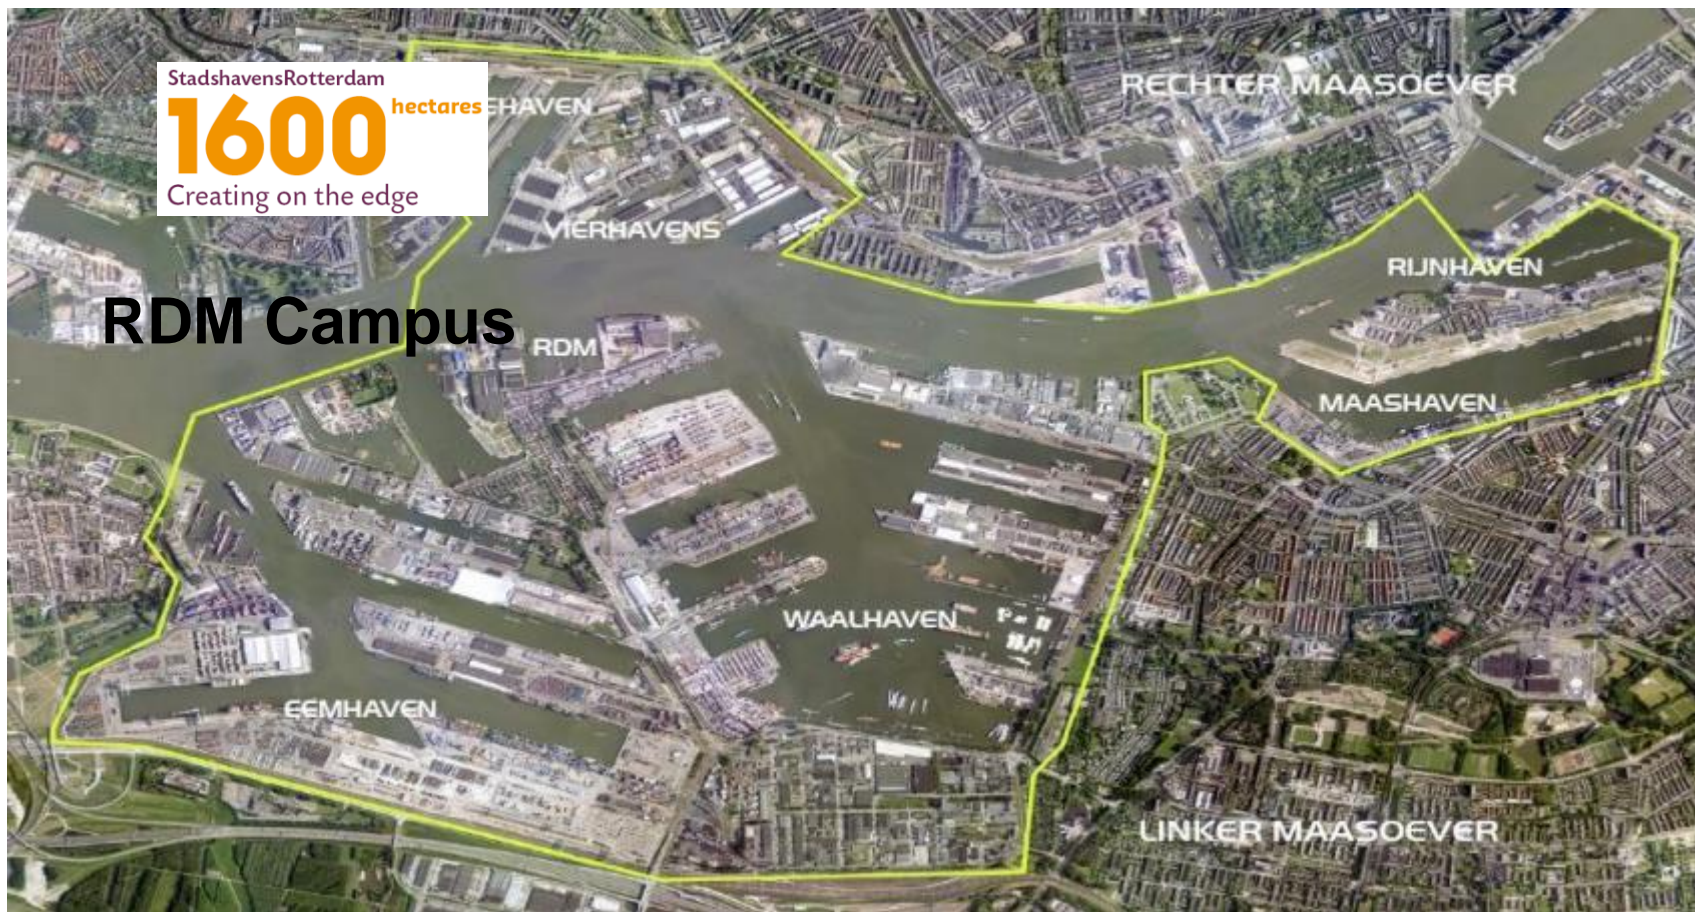 StadshavensRotterdam
1600 hectares
Creating on the edge
EHAVEN
RECHTER MAASOEVER
VIERHAVENS
RIJNHAVEN
RDM Campus
RDM
MAASHAVEN
WAALHAVEN
EEMHAVEN
LINKER MAASOEVER